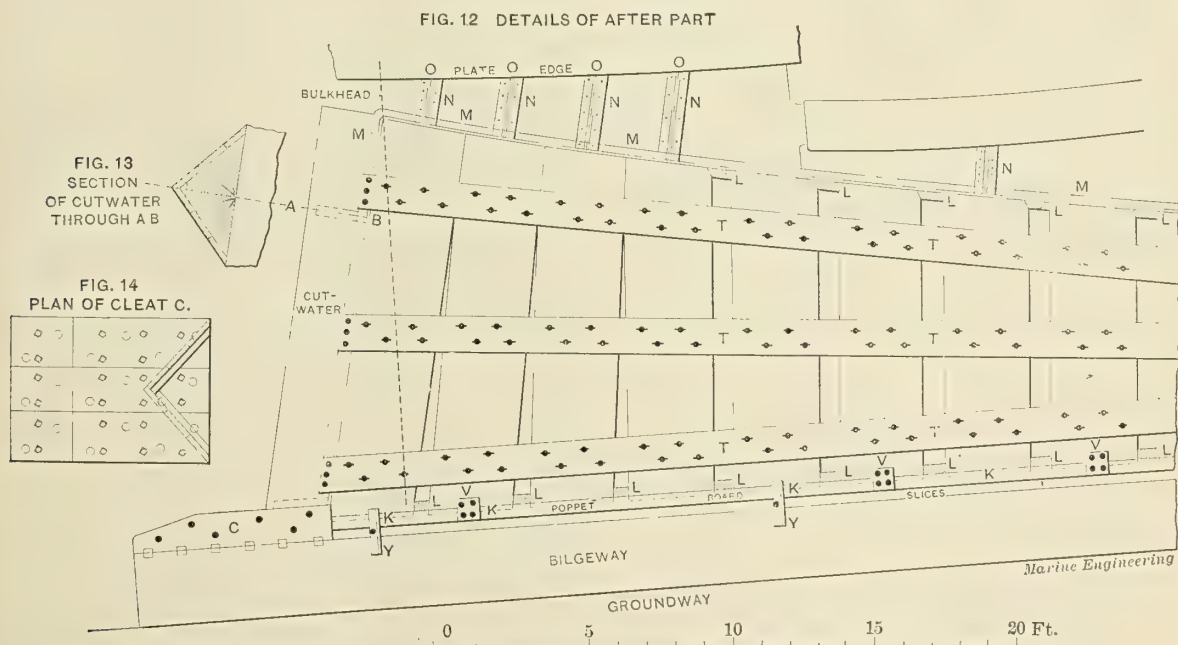 FIG. 12 DETAILS OF AFTER PART
O PLATE O EDGE O O
BULKHEAD
N N N N
M M
M
N
M
FIG. 13
SECTION
OF CUTWATER
THROUGH A B
A
B
L L L L L
T T
FIG. 14
PLAN OF CLEAT C.
CUT-
WATER
T T
T T
V V V
L L L L L L L L
K K K K
POPPET BOARD SLICES
C
Y Y
BILGEWAY
Marine Engineering
GROUNDWAY
0 5 10 15 20 Ft.